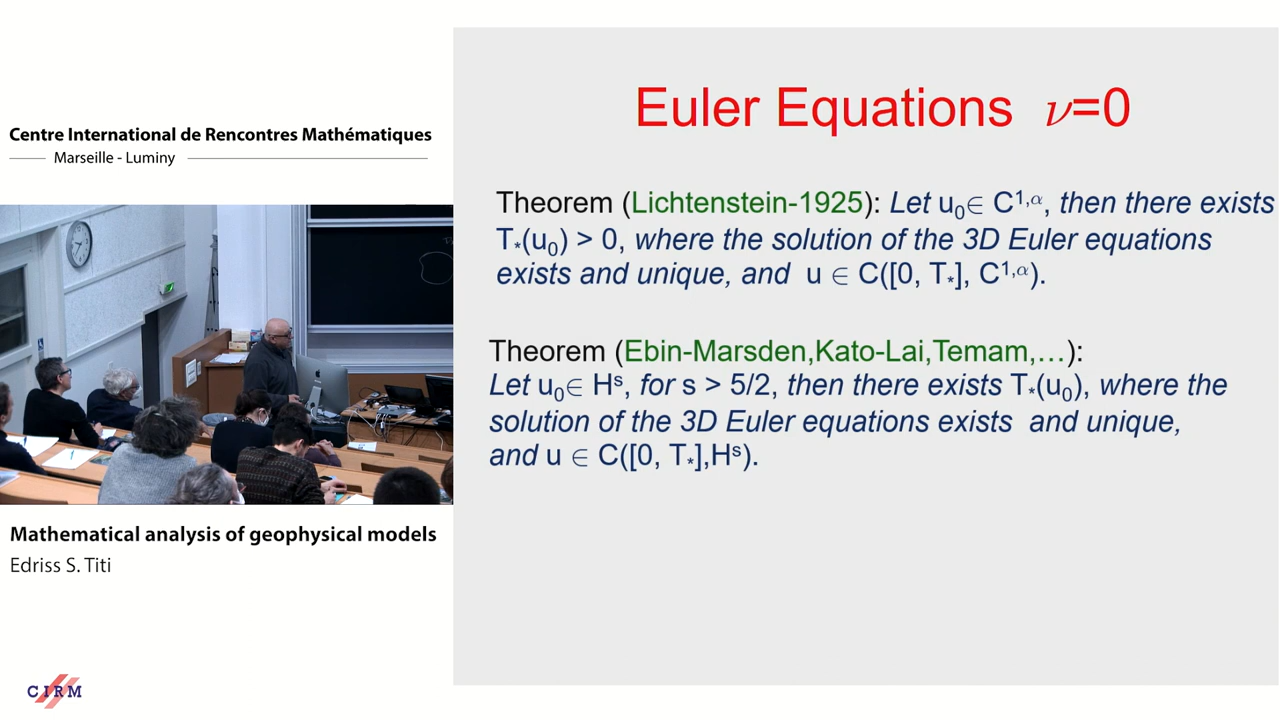 Centre International de Rencontres Mathématiques
Marseille - Luminy
Mathematical analysis of geophysical models
Edriss S. Titi
CIRM
Euler Equations ν=0
Theorem (Lichtenstein-1925): Let u₀∈ C¹,ᵅ, then there exists
T⁎(u₀) > 0, where the solution of the 3D Euler equations
exists and unique, and u ∈ C([0, T⁎], C¹,ᵅ).
Theorem (Ebin-Marsden,Kato-Lai,Temam,…):
Let u₀∈ Hˢ, for s > 5/2, then there exists T⁎(u₀), where the
solution of the 3D Euler equations exists and unique,
and u ∈ C([0, T⁎],Hˢ).